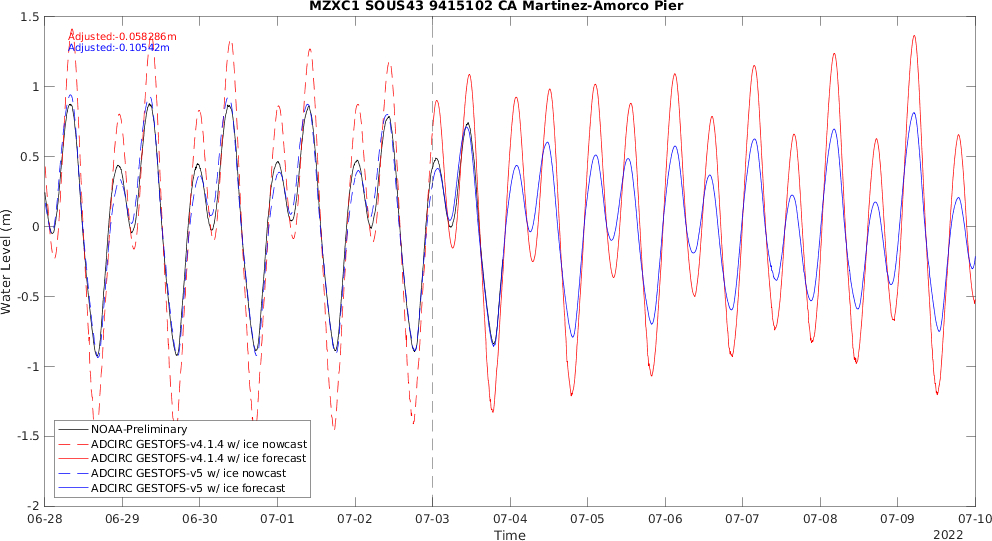 MZXC1 SOUS43 9415102 CA Martinez-Amorco Pier
Adjusted:-0.058286m
Adjusted:-0.10542m
1.5
1
0.5
0
-0.5
-1
-1.5
-2
Water Level (m)
NOAA-Preliminary
ADCIRC GESTOFS-v4.1.4 w/ ice nowcast
ADCIRC GESTOFS-v4.1.4 w/ ice forecast
ADCIRC GESTOFS-v5 w/ ice nowcast
ADCIRC GESTOFS-v5 w/ ice forecast
06-28 06-29 06-30 07-01 07-02 07-03 07-04 07-05 07-06 07-07 07-08 07-09 07-10
Time
2022